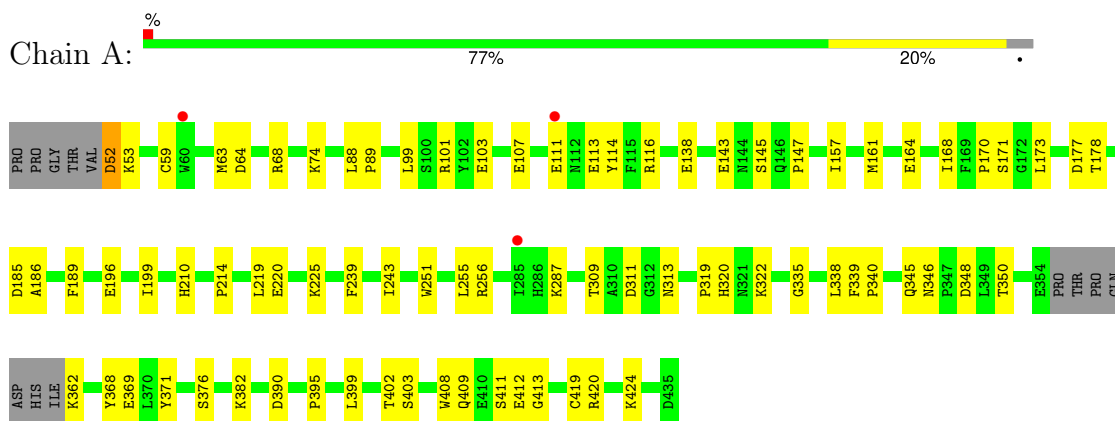 %
Chain A:
77%
20%
•
PRO PRO GLY THR VAL D52 K53 C59 W60 M63 D64 R68 K74 L88 P89 L99 S100 R101 Y102 E103 E107 E111 N112 E113 Y114 F115 R116 E138 E143 N144 S145 Q146 P147 I157 M161 E164 I168 F169 P170 S171 G172 L173 D177 T178
D185 A186 F189 E196 I199 H210 P214 L219 E220 K225 F239 I243 W251 L255 R256 I285 H286 K287 T309 A310 D311 G312 N313 P319 H320 N321 K322 G335 L338 F339 P340 Q345 N346 P347 D348 L349 T350 E354 PRO THR PRO GLN
ASP HIS ILE K362 Y368 E369 L370 Y371 S376 K382 D390 P395 L399 T402 S403 W408 Q409 E410 S411 E412 G413 C419 R420 K424 D435